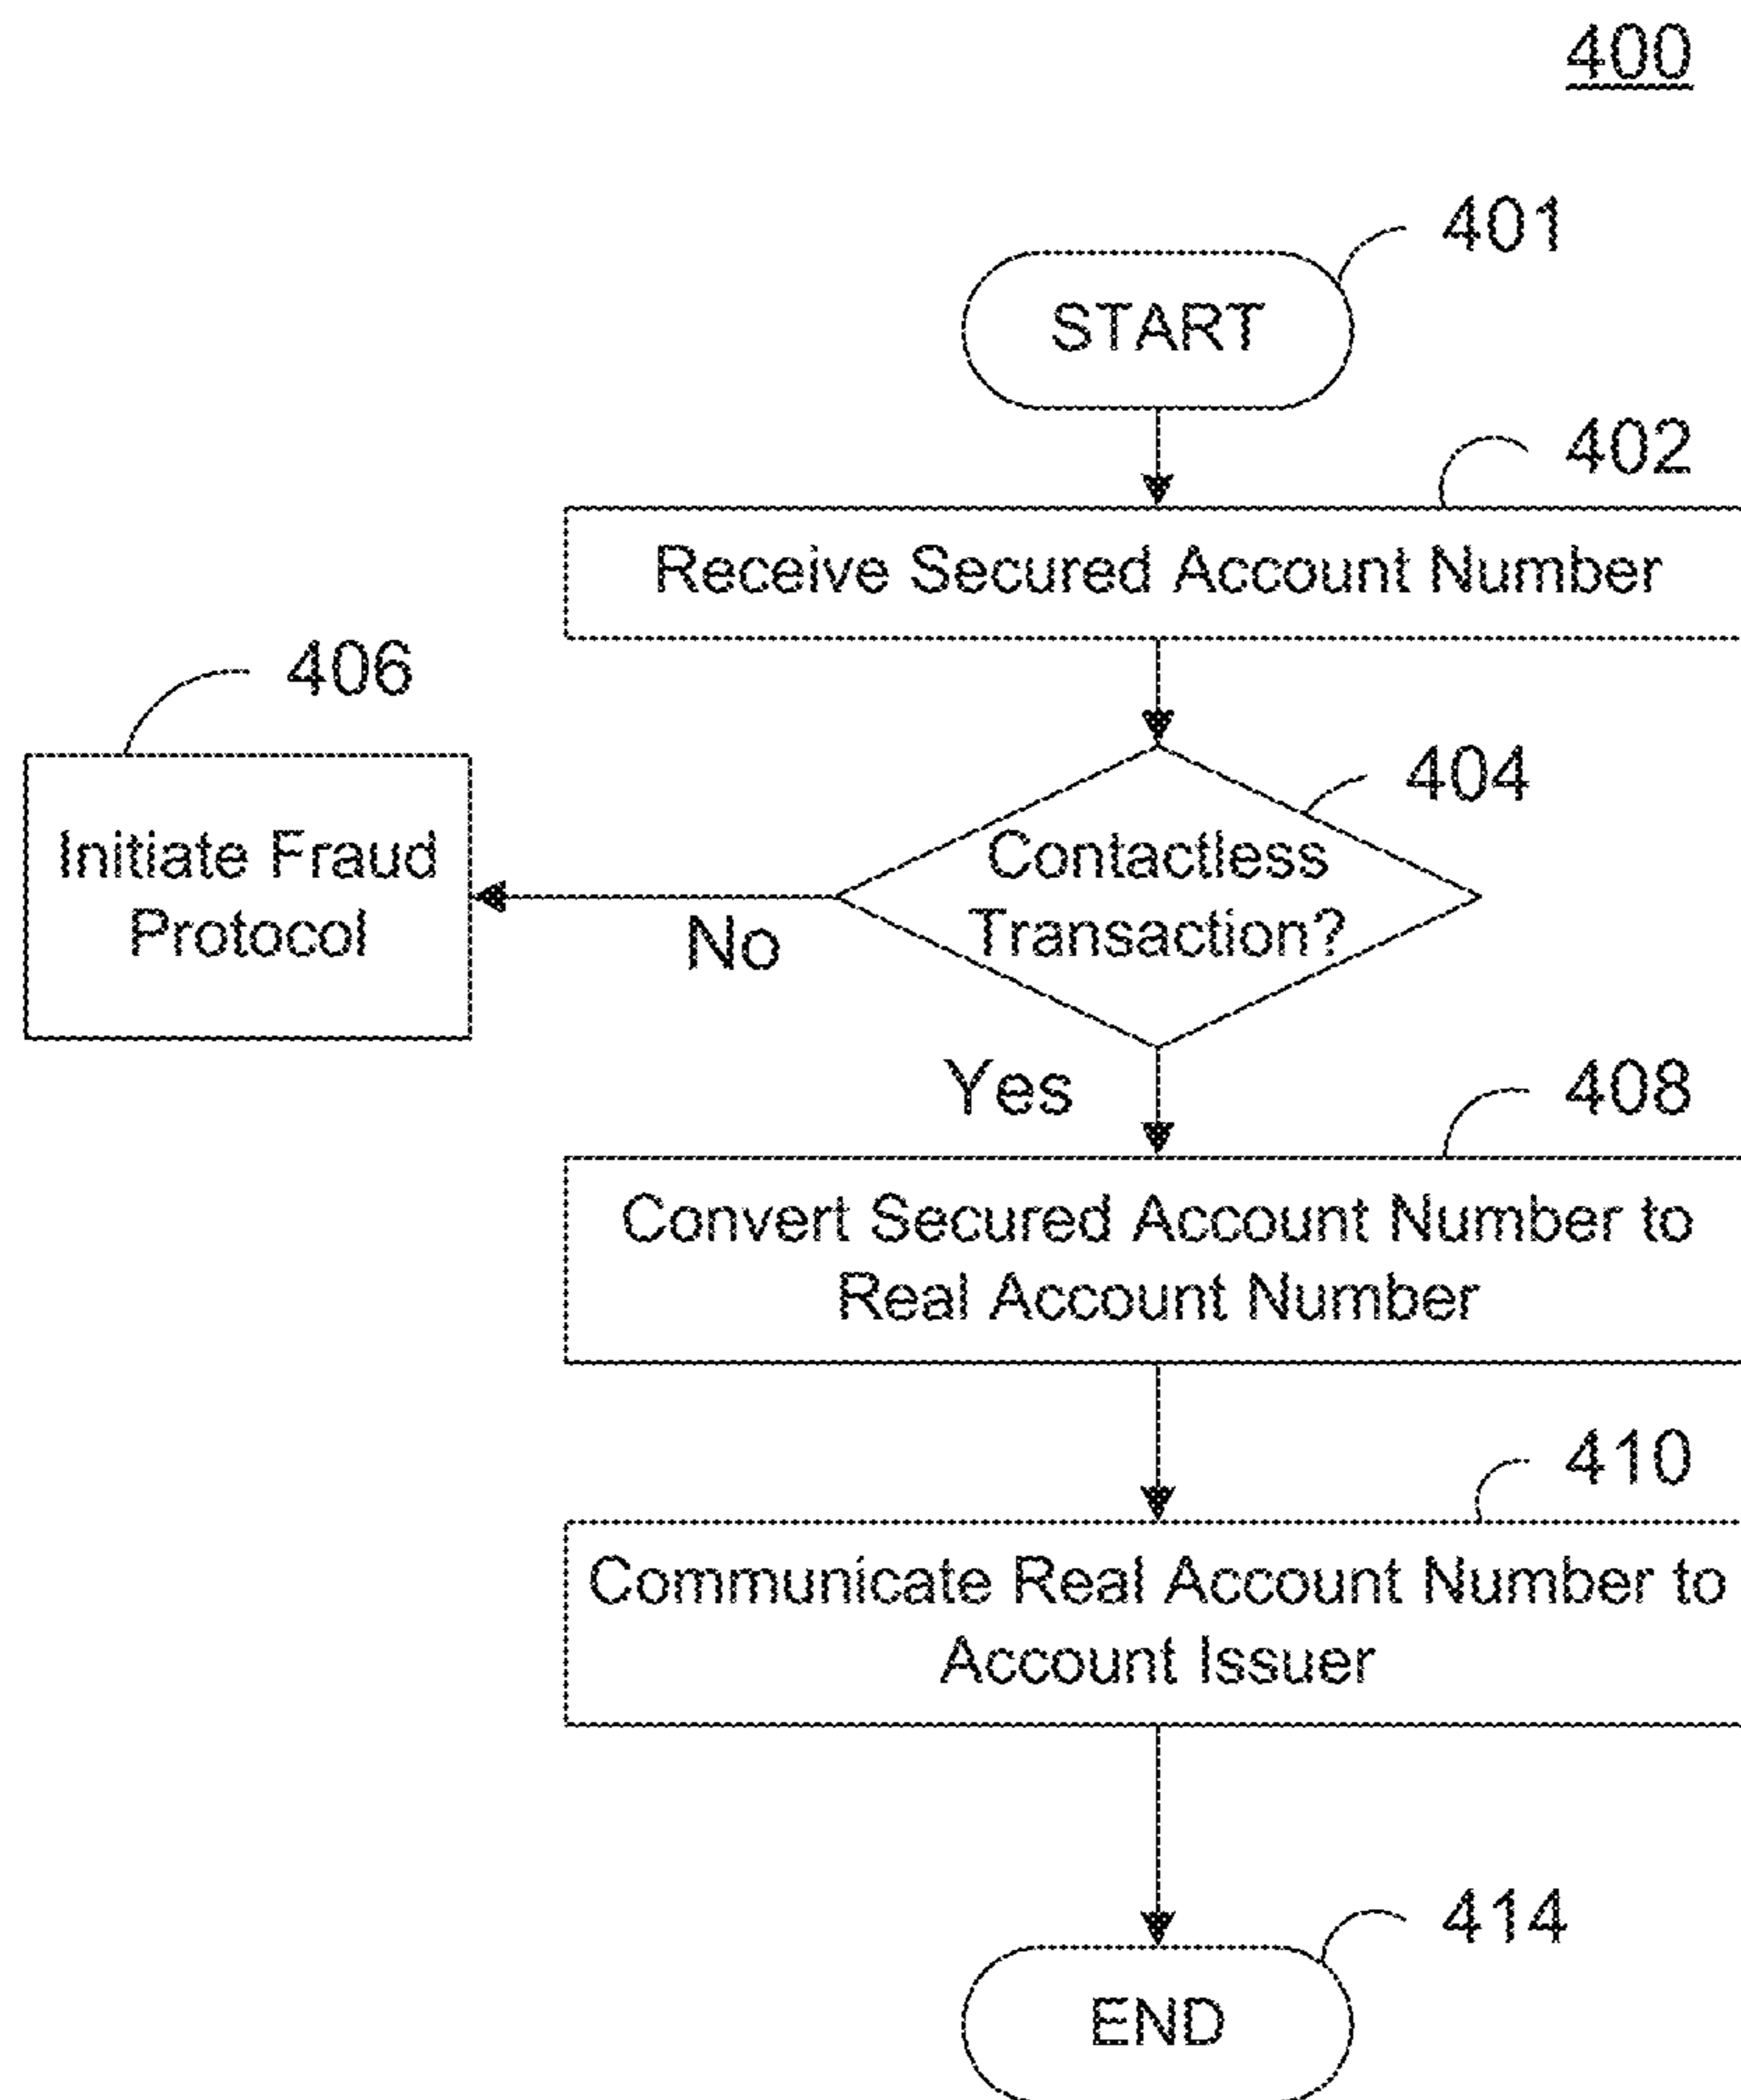 400
401
START
402
Receive Secured Account Number
406
404
Initiate Fraud
Protocol
Contactless
Transaction?
No
Yes
408
Convert Secured Account Number to
Real Account Number
410
Communicate Real Account Number to
Account Issuer
414
END